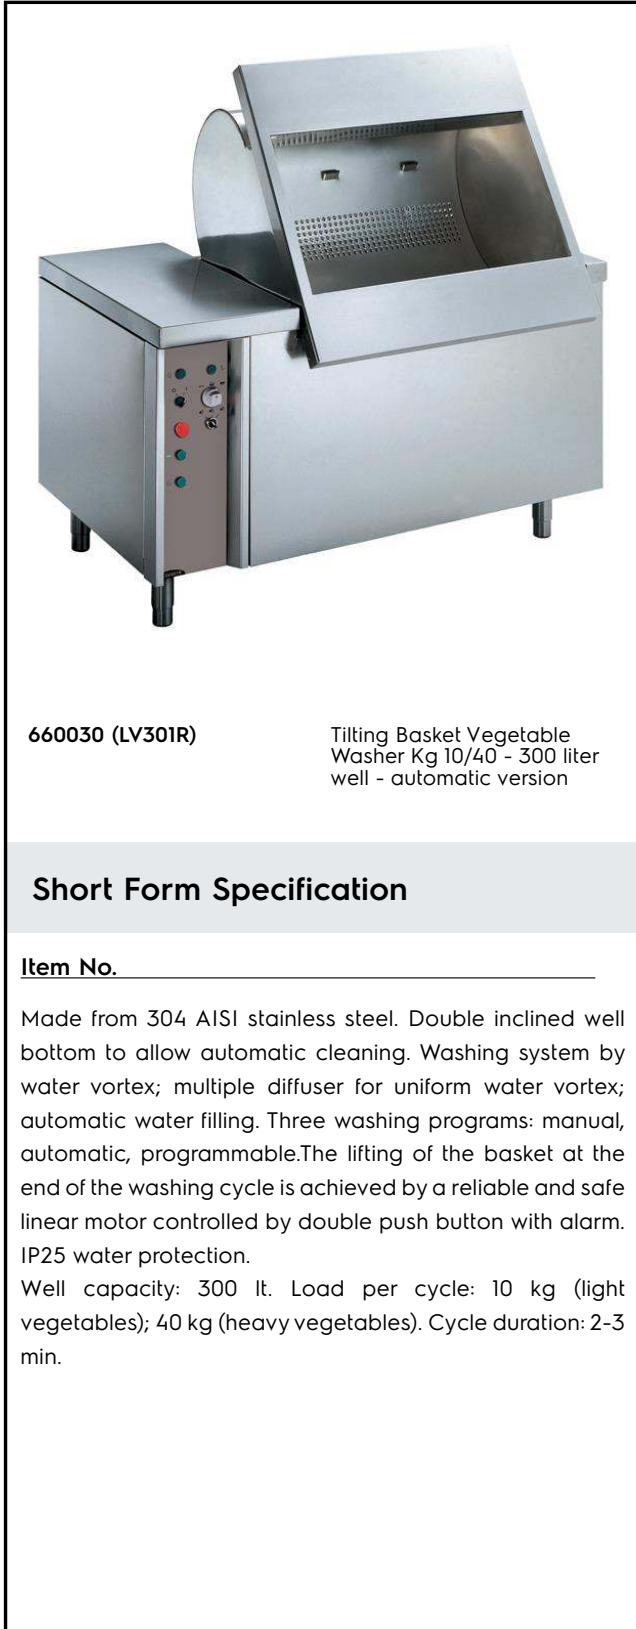 660030 (LV301R)
Tilting Basket Vegetable
Washer Kg 10/40 - 300 liter
well - automatic version
Short Form Specification
Item No.
Made from 304 AISI stainless steel. Double inclined well
bottom to allow automatic cleaning. Washing system by
water vortex; multiple diffuser for uniform water vortex;
automatic water filling. Three washing programs: manual,
automatic, programmable.The lifting of the basket at the
end of the washing cycle is achieved by a reliable and safe
linear motor controlled by double push button with alarm.
IP25 water protection.
Well capacity: 300 lt. Load per cycle: 10 kg (light
vegetables); 40 kg (heavy vegetables). Cycle duration: 2-3
min.